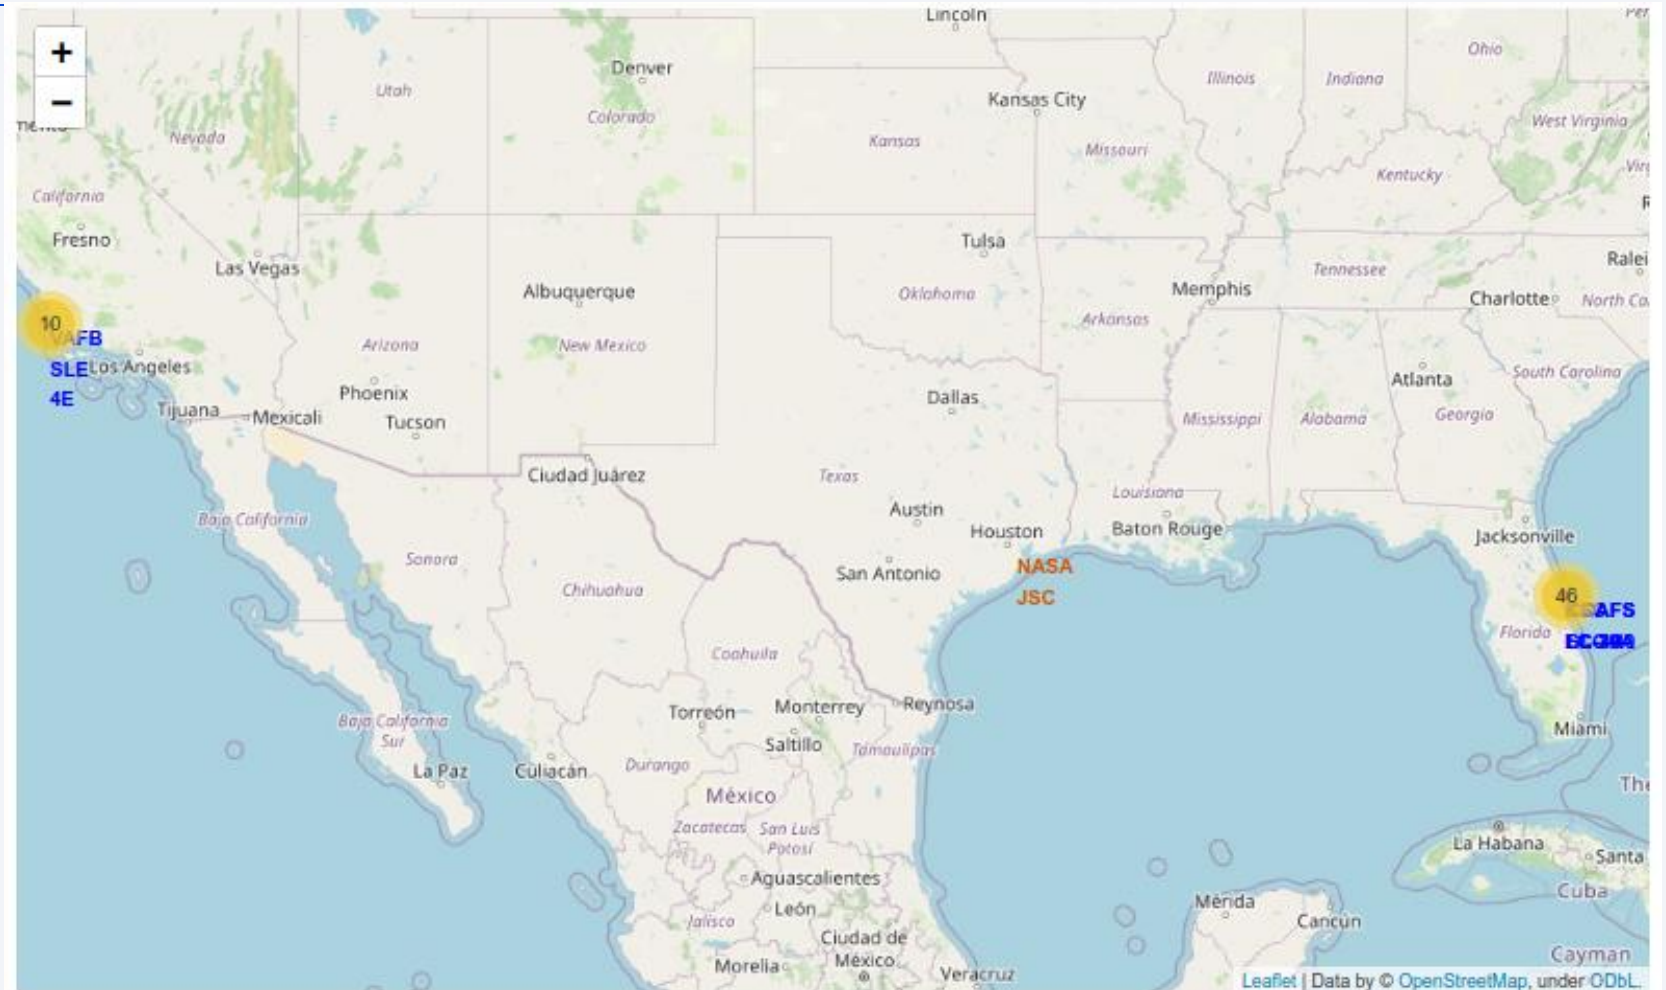 +
−
Lincoln
Denver
Utah
Colorado
Nevada
Kansas City
Kansas
Missouri
Illinois
Indiana
Ohio
West Virginia
Kentucky
California
Fresno
Las Vegas
Albuquerque
Tulsa
Oklahoma
Memphis
Tennessee
Charlotte
Arkansas
10
AFB
SLE
4E
Los Angeles
Arizona
New Mexico
Phoenix
Tucson
Tijuana
Mexicali
Dallas
Atlanta
South Carolina
Mississippi
Alabama
Georgia
Ciudad Juárez
Texas
Louisiana
Austin
Houston
Baton Rouge
Jacksonville
Baja California
Sonora
Chihuahua
San Antonio
NASA
JSC
46
AFS
Florida
Coahuila
Torreón
Monterrey
Reynosa
Saltillo
Tamaulipas
Miami
Baja California
Sur
La Paz
Culiacán
Durango
México
Zacatecas
San Luis
Potosí
La Habana
Santa
Cuba
Aguascalientes
León
Jalisco
Mérida
Cancún
Ciudad de
México
Morelia
Veracruz
Cayman
Leaflet | Data by © OpenStreetMap, under ODbL.